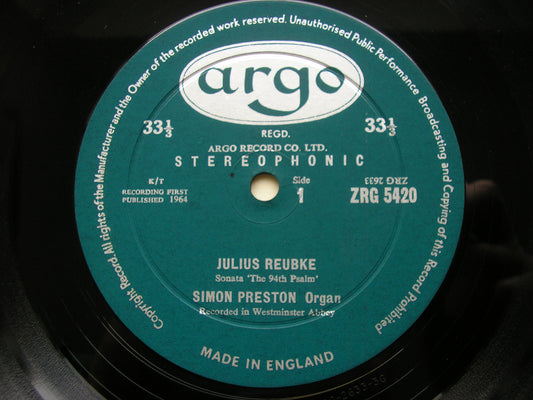 Copyright Record. All rights of the Manufacturer and the Owner of the recorded work reserved. Unauthorised Public Performance Broadcasting and Copying of this Record Prohibited
argo
REGD.
33⅓
33⅓
ARGO RECORD CO. LTD.
STEREOPHONIC
K/T
RECORDING FIRST
PUBLISHED 1964
Side
1
ZRG 2633
ZRG 5420
JULIUS REUBKE
Sonata 'The 94th Psalm'
SIMON PRESTON Organ
Recorded in Westminster Abbey
MADE IN ENGLAND